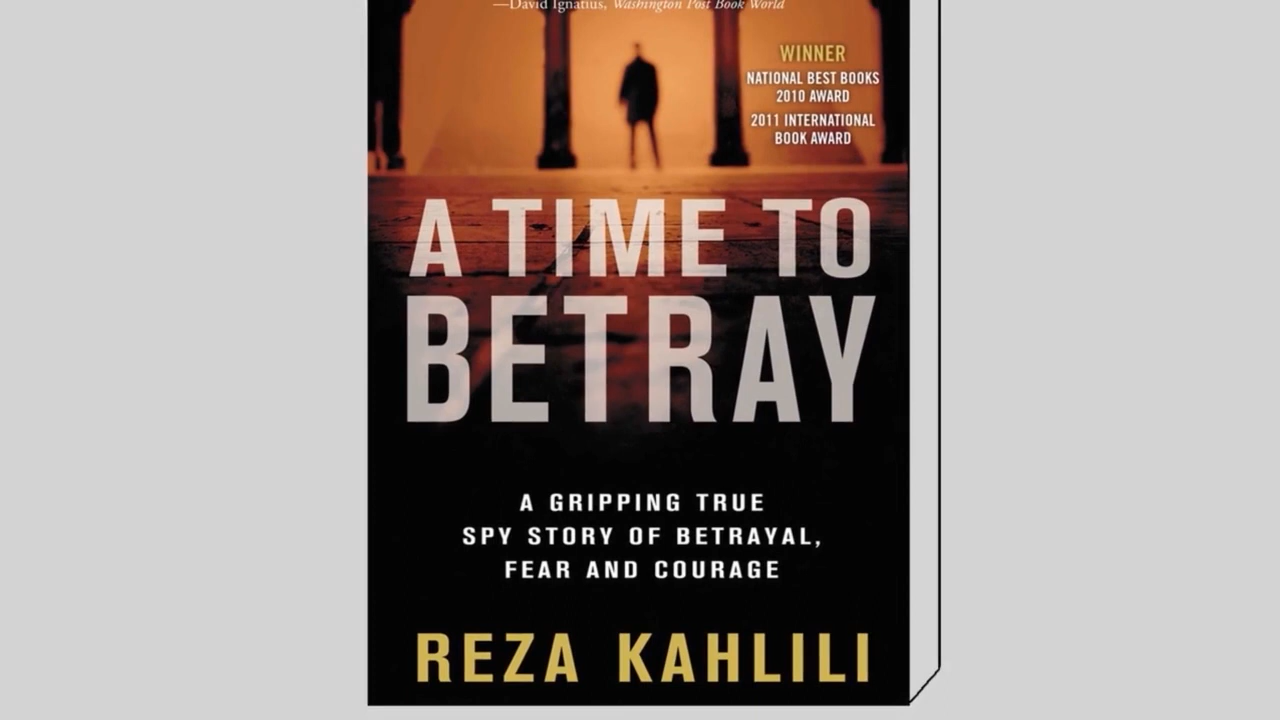 —David Ignatius, Washington Post Book World
WINNER
NATIONAL BEST BOOKS
2010 AWARD
2011 INTERNATIONAL
BOOK AWARD
A TIME TO
BETRAY
A GRIPPING TRUE
SPY STORY OF BETRAYAL,
FEAR AND COURAGE
REZA KAHLILI